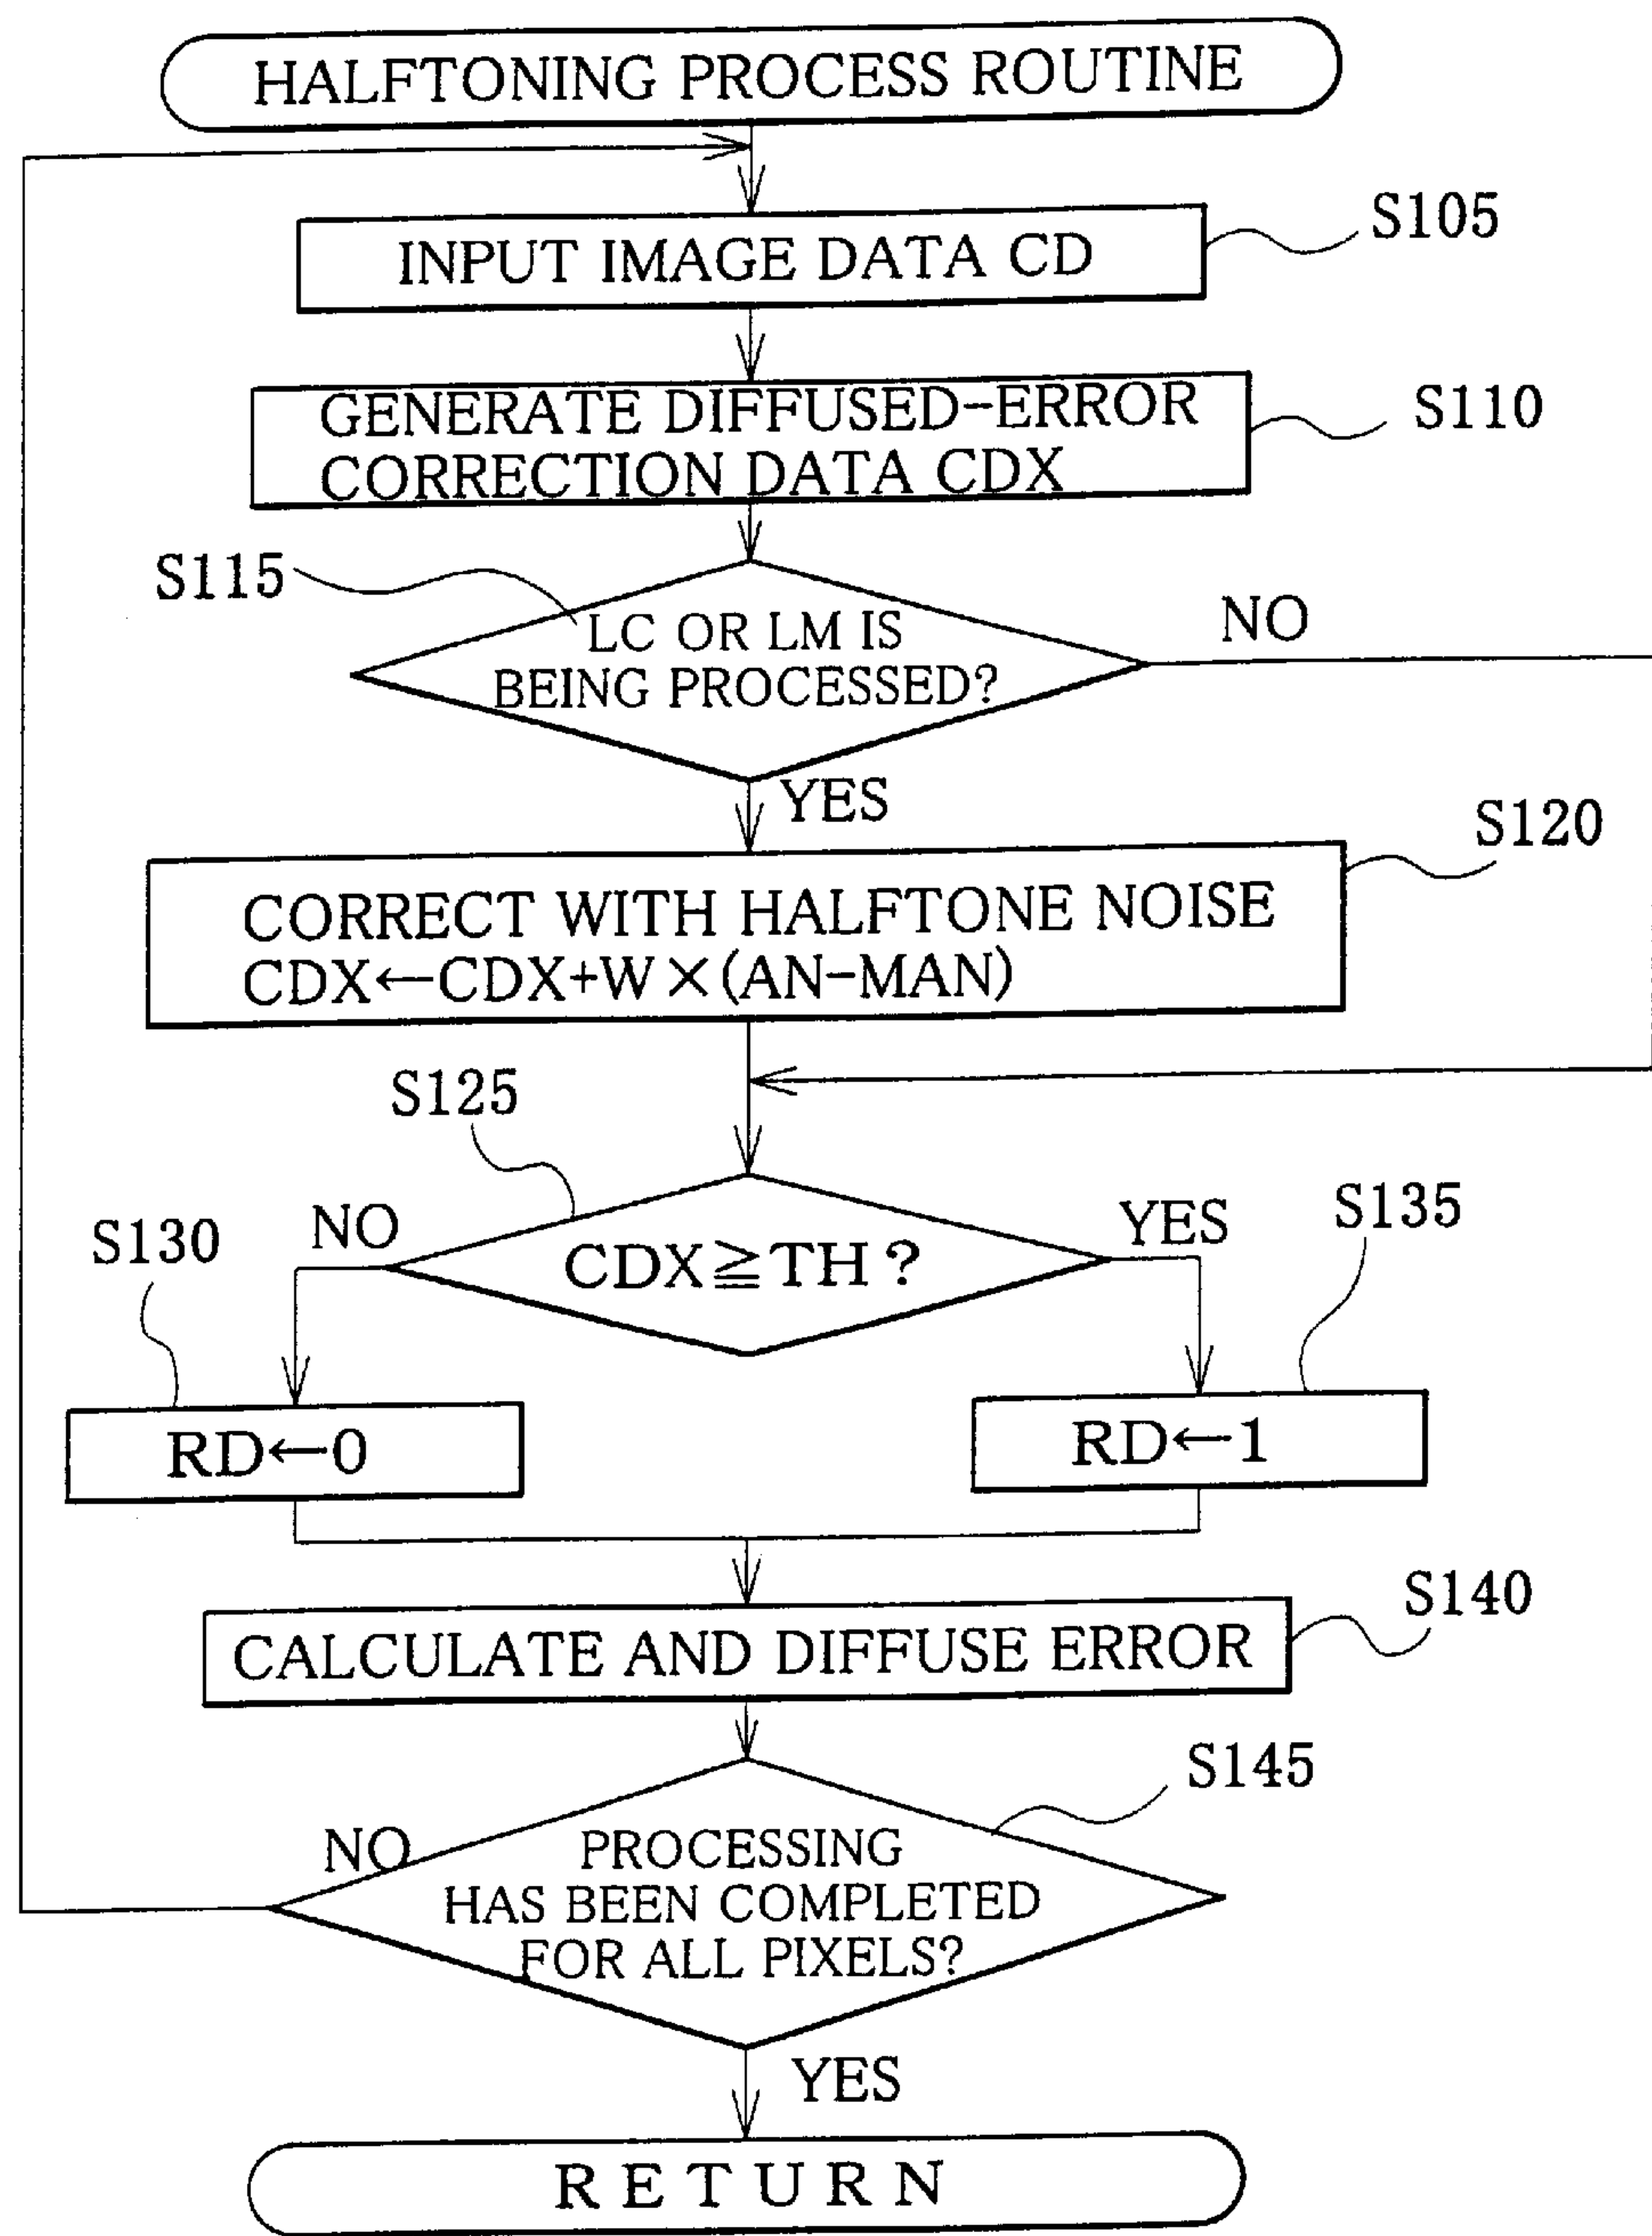 HALFTONING PROCESS ROUTINE
S105
INPUT IMAGE DATA CD
S110
GENERATE DIFFUSED-ERROR
CORRECTION DATA CDX
S115
LC OR LM IS
BEING PROCESSED?
NO
YES
S120
CORRECT WITH HALFTONE NOISE
CDX←CDX+W×(AN-MAN)
S125
NO
YES
S130
S135
CDX≧TH?
RD←0
RD←1
S140
CALCULATE AND DIFFUSE ERROR
S145
NO
PROCESSING
HAS BEEN COMPLETED
FOR ALL PIXELS?
YES
RETURN